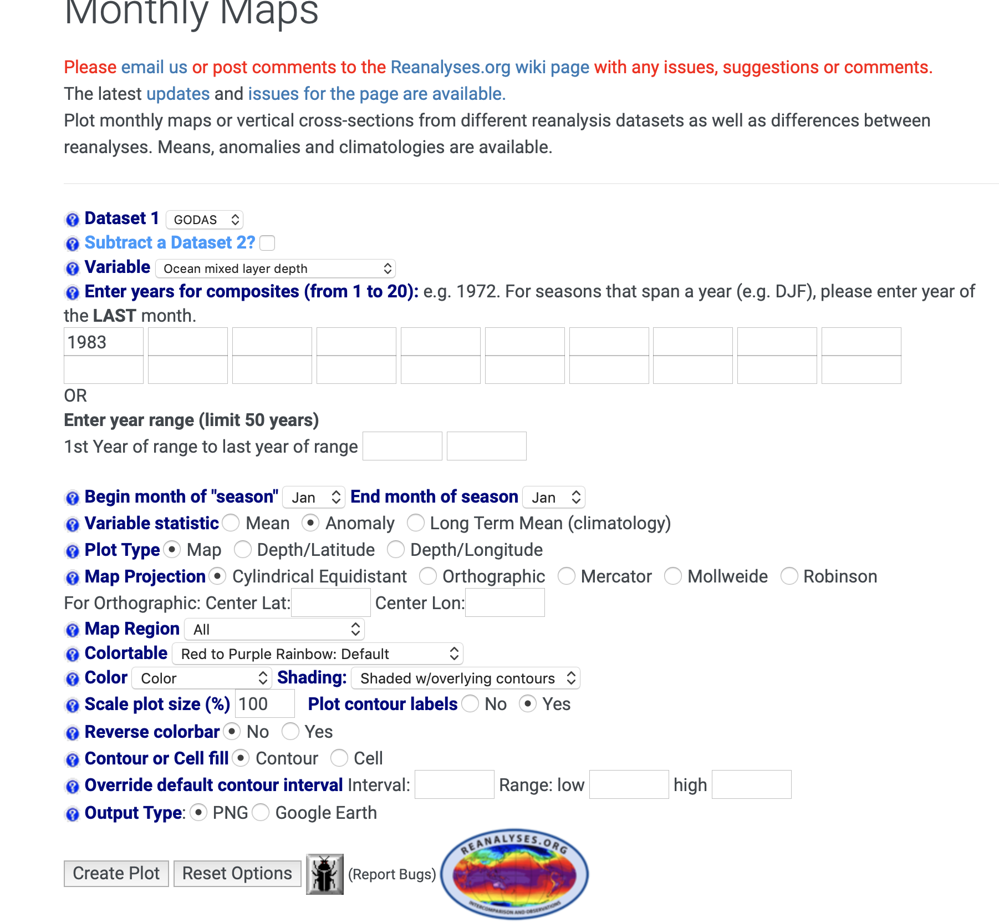 Monthly Maps
Please email us or post comments to the Reanalyses.org wiki page with any issues, suggestions or comments.
The latest updates and issues for the page are available.
Plot monthly maps or vertical cross-sections from different reanalysis datasets as well as differences between
reanalyses. Means, anomalies and climatologies are available.
Dataset 1 GODAS
Subtract a Dataset 2?
Variable Ocean mixed layer depth
Enter years for composites (from 1 to 20): e.g. 1972. For seasons that span a year (e.g. DJF), please enter year of
the LAST month.
1983
OR
Enter year range (limit 50 years)
1st Year of range to last year of range
Begin month of "season" Jan End month of season Jan
Variable statistic Mean Anomaly Long Term Mean (climatology)
Plot Type Map Depth/Latitude Depth/Longitude
Map Projection Cylindrical Equidistant Orthographic Mercator Mollweide Robinson
For Orthographic: Center Lat: Center Lon:
Map Region All
Colortable Red to Purple Rainbow: Default
Color Color Shading: Shaded w/overlying contours
Scale plot size (%) 100 Plot contour labels No Yes
Reverse colorbar No Yes
Contour or Cell fill Contour Cell
Override default contour interval Interval: Range: low high
Output Type: PNG Google Earth
REANALYSES.ORG
Create Plot Reset Options (Report Bugs)
INTERCOMPARISON AND OBSERVATIONS